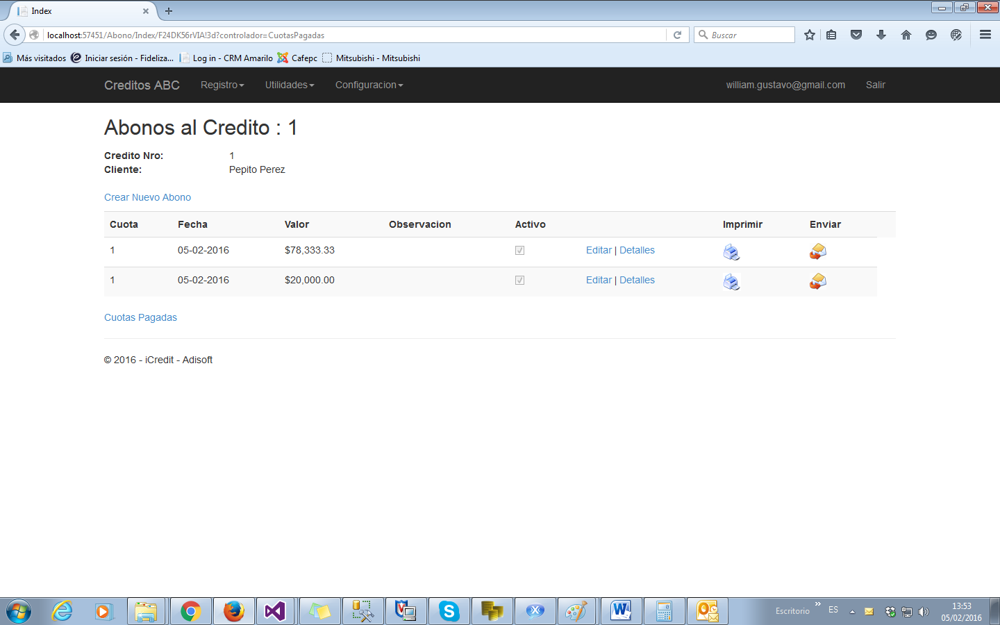 Index
localhost:57451/Abono/Index/F24DK56rVIA!3d?controlador=CuotasPagadas
Buscar
Más visitados Iniciar sesión - Fideliza... Log in - CRM Amarilo Cafepc Mitsubishi - Mitsubishi
Creditos ABC Registro Utilidades Configuracion william.gustavo@gmail.com Salir
Abonos al Credito : 1
Credito Nro: 1
Cliente: Pepito Perez
Crear Nuevo Abono
Cuota Fecha Valor Observacion Activo Imprimir Enviar
1 05-02-2016 $78,333.33 Editar | Detalles
1 05-02-2016 $20,000.00 Editar | Detalles
Cuotas Pagadas
© 2016 - iCredit - Adisoft
Escritorio » ES 13:53
05/02/2016